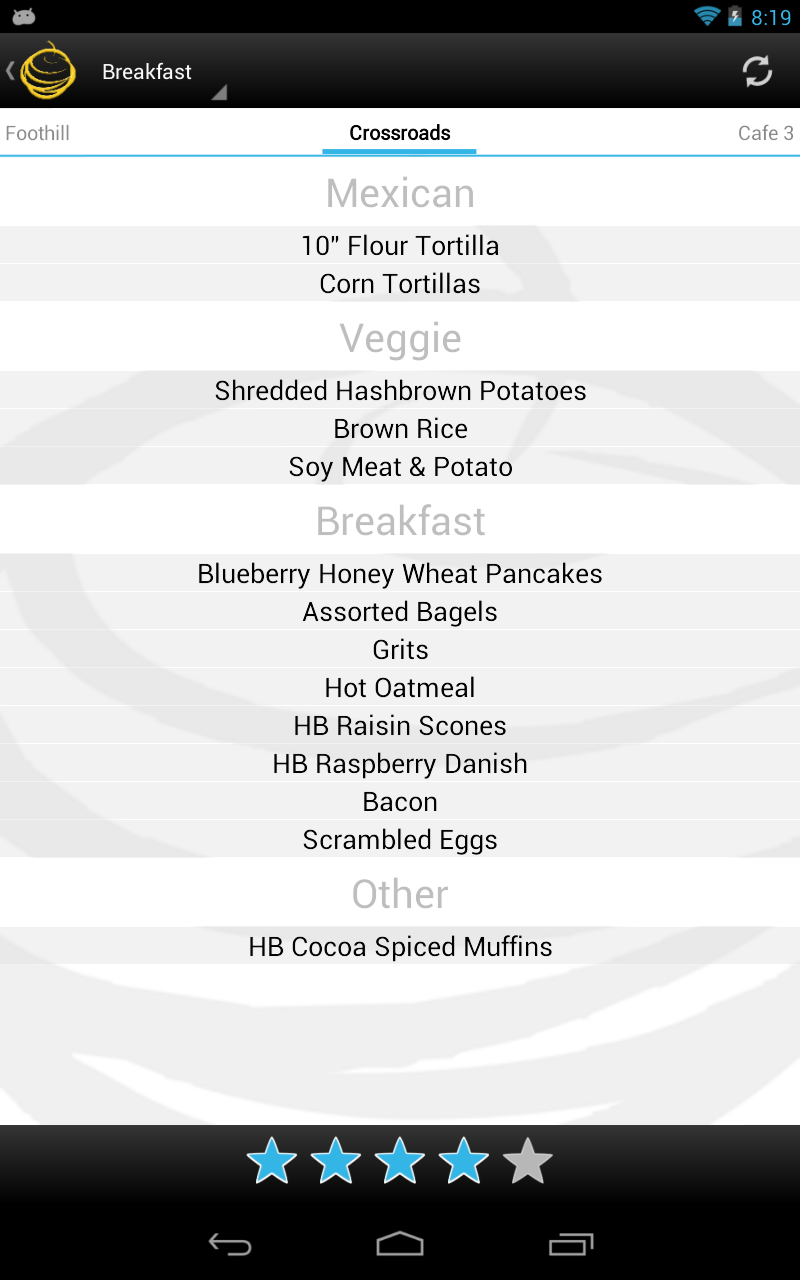 8:19
Breakfast
Foothill
Crossroads
Cafe 3
Mexican
10" Flour Tortilla
Corn Tortillas
Veggie
Shredded Hashbrown Potatoes
Brown Rice
Soy Meat & Potato
Breakfast
Blueberry Honey Wheat Pancakes
Assorted Bagels
Grits
Hot Oatmeal
HB Raisin Scones
HB Raspberry Danish
Bacon
Scrambled Eggs
Other
HB Cocoa Spiced Muffins